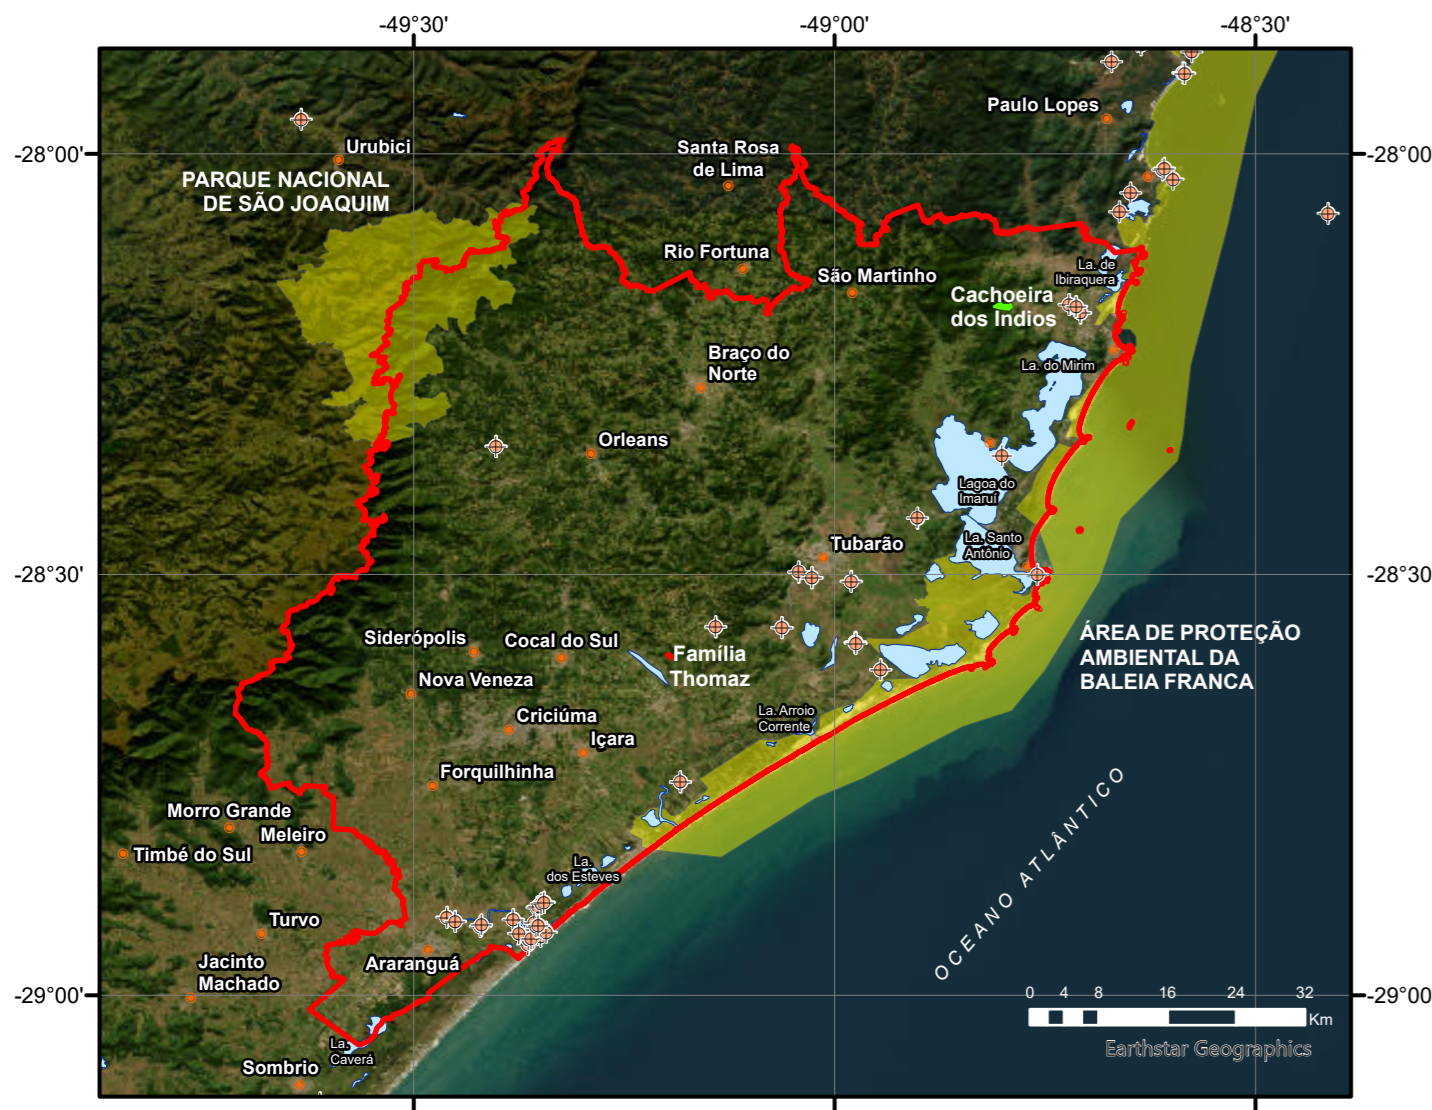 -49°30'
-49°00'
-48°30'
Paulo Lopes
-28°00'
-28°00
Urubici
Santa Rosa
de Lima
PARQUE NACIONAL
DE SÃO JOAQUIM
Rio Fortuna
São Martinho
La. de
Ibiraquera
Cachoeira
dos Índios
Braço do
Norte
La. do Mirim
Orleans
Lagoa do
Imaruí
Tubarão
La. Santo
Antônio
-28°30'
-28°30
Siderópolis
Cocal do Sul
ÁREA DE PROTEÇÃO
AMBIENTAL DA
BALEIA FRANCA
Família
Thomaz
Nova Veneza
Criciúma
La. Arroio
Corrente
Içara
Forquilhinha
Morro Grande
Meleiro
Timbé do Sul
La.
dos Esteves
OCEANO ATLÂNTICO
Turvo
Araranguá
Jacinto
Machado
-29°00'
-29°00
0 4 8 16 24 32
Km
La.
Caverá
Earthstar Geographics
Sombrio